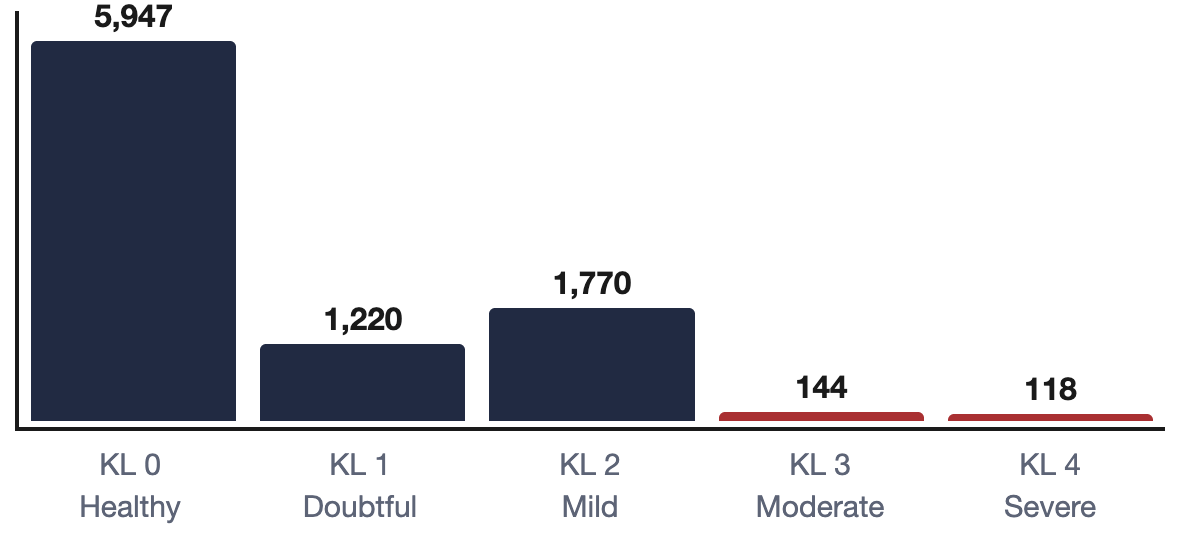 5,947
1,220
1,770
144
118
KL 0
Healthy
KL 1
Doubtful
KL 2
Mild
KL 3
Moderate
KL 4
Severe